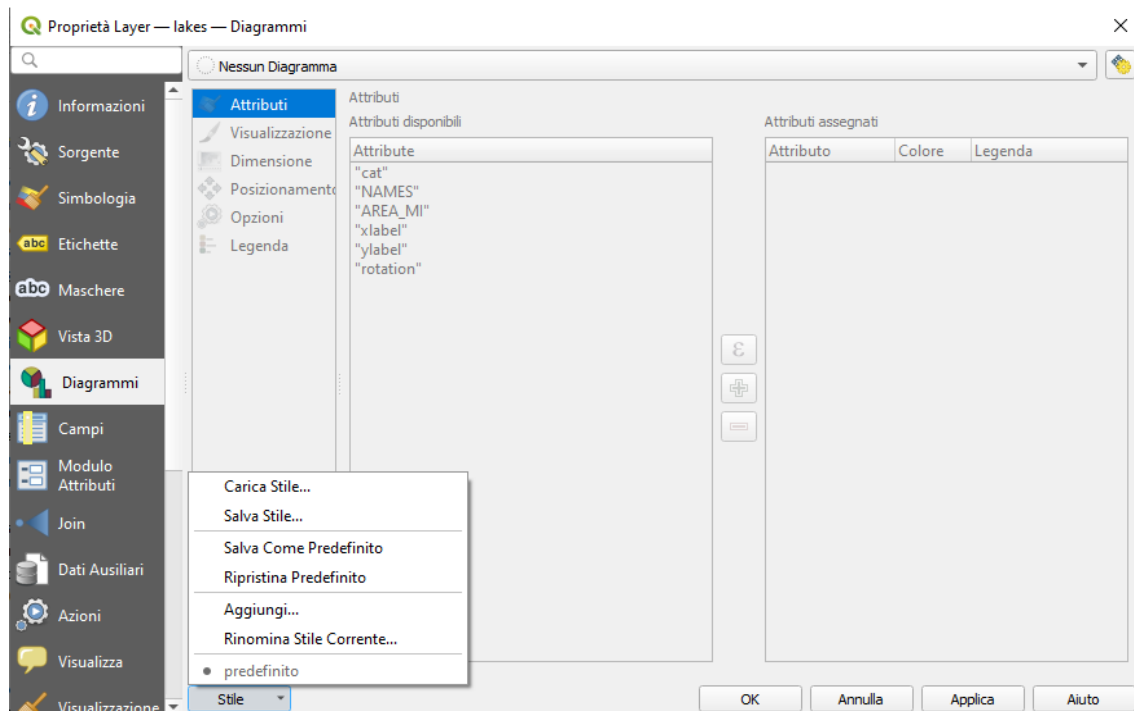 Proprietà Layer — lakes — Diagrammi
Nessun Diagramma
Informazioni
Sorgente
Simbologia
abc Etichette
abc Maschere
Vista 3D
Diagrammi
Campi
Modulo
Attributi
Join
Dati Ausiliari
Azioni
Visualizza
Visualizzazione
Attributi
Visualizzazione
Dimensione
Posizionamento
Opzioni
Legenda
Attributi
Attributi disponibili
Attribute
"cat"
"NAMES"
"AREA_MI"
"xlabel"
"ylabel"
"rotation"
ε
Attributi assegnati
Attributo Colore Legenda
Carica Stile...
Salva Stile...
Salva Come Predefinito
Ripristina Predefinito
Aggiungi...
Rinomina Stile Corrente...
predefinito
Stile
OK Annulla Applica Aiuto